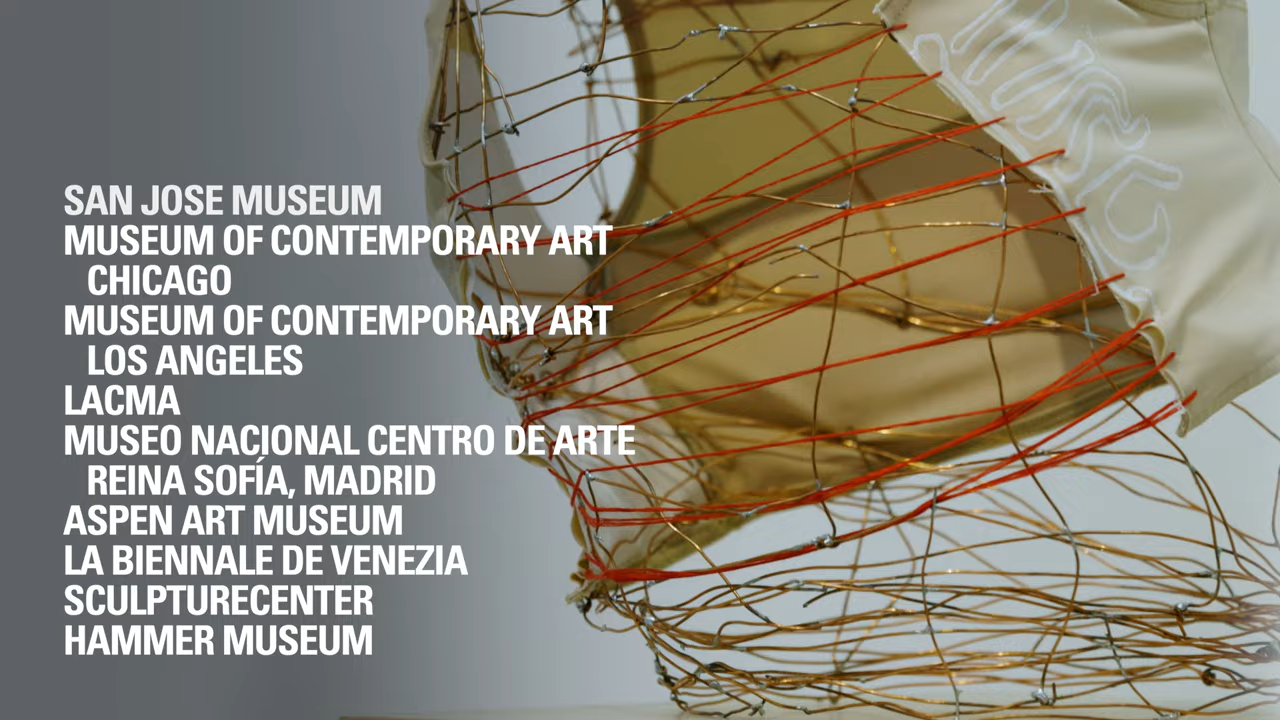 SAN JOSE MUSEUM
MUSEUM OF CONTEMPORARY ART
CHICAGO
MUSEUM OF CONTEMPORARY ART
LOS ANGELES
LACMA
MUSEO NACIONAL CENTRO DE ARTE
REINA SOFÍA, MADRID
ASPEN ART MUSEUM
LA BIENNALE DE VENEZIA
SCULPTURECENTER
HAMMER MUSEUM